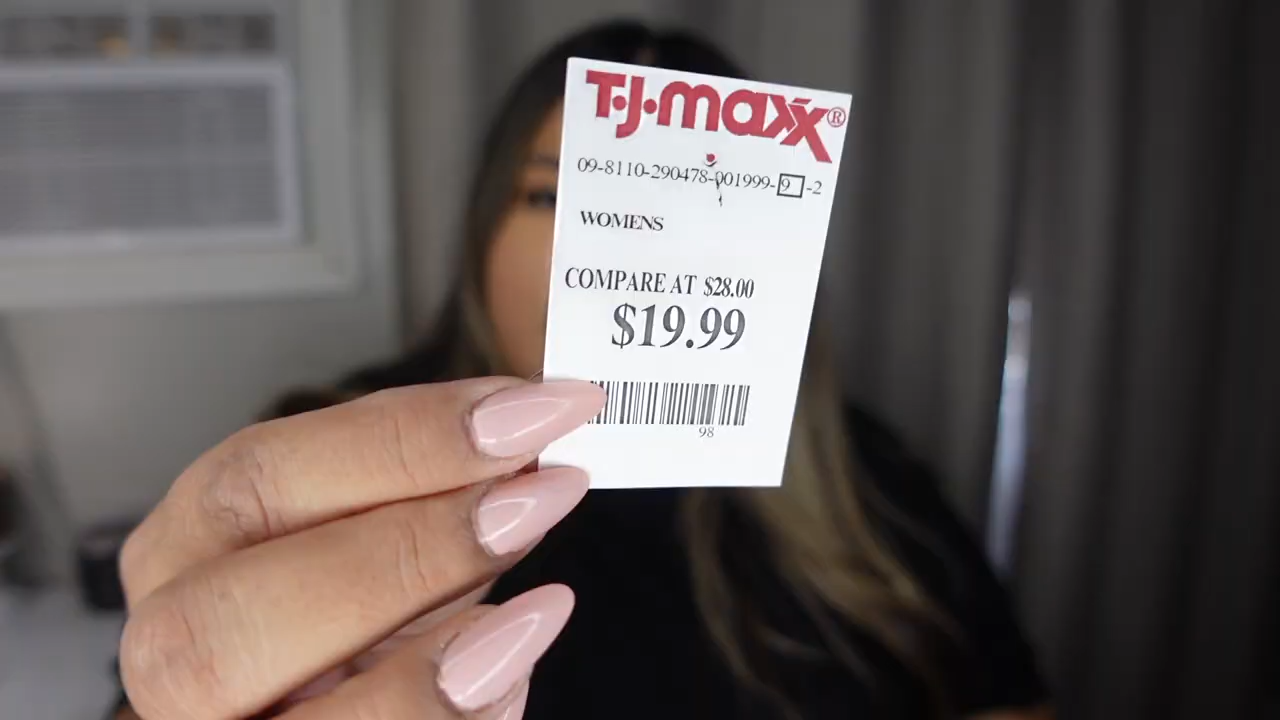 T·J·maxx®
09-8110-290478-001999-9-2
WOMENS
COMPARE AT $28.00
$19.99
98